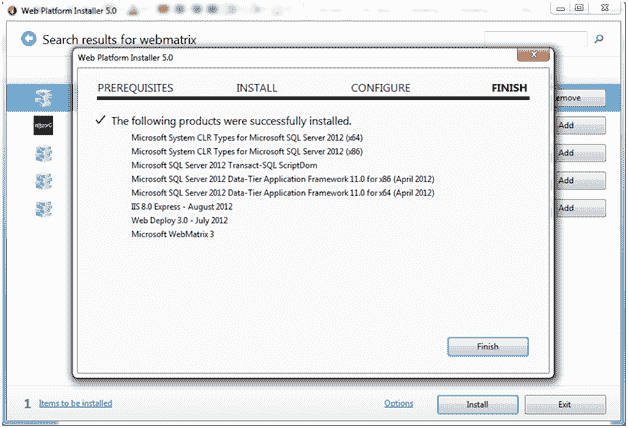 Web Platform Installer 5.0
Search results for webmatrix
Web Platform Installer 5.0
x
PREREQUISITES INSTALL CONFIGURE FINISH
The following products were successfully installed.
Microsoft System CLR Types for Microsoft SQL Server 2012 (x64)
Microsoft System CLR Types for Microsoft SQL Server 2012 (x86)
Microsoft SQL Server 2012 Transact-SQL ScriptDom
Microsoft SQL Server 2012 Data-Tier Application Framework 11.0 for x86 (April 2012)
Microsoft SQL Server 2012 Data-Tier Application Framework 11.0 for x64 (April 2012)
IIS 8.0 Express - August 2012
Web Deploy 3.0 - July 2012
Microsoft WebMatrix 3
Finish
emove
Add
Add
Add
Add
1 Items to be installed
Options
Install
Exit